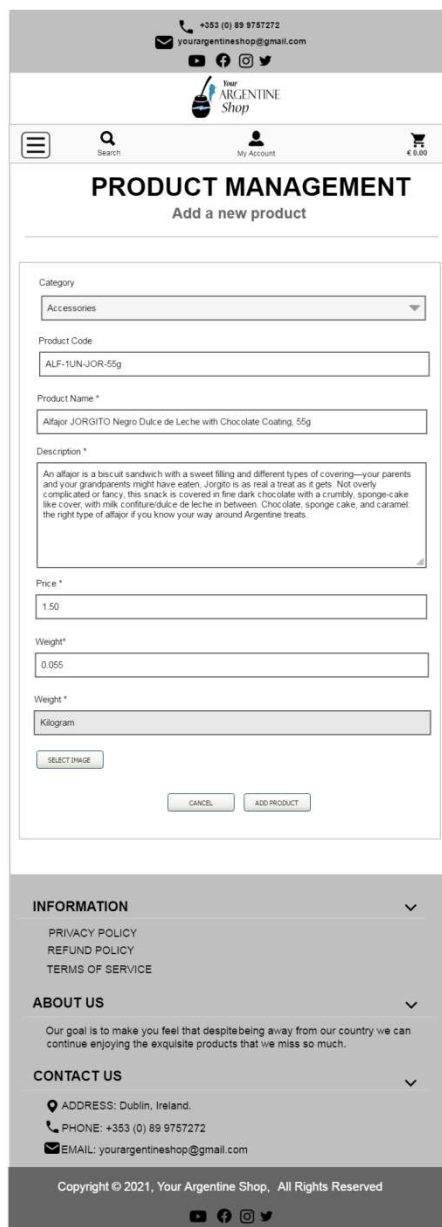 +353 (0) 89 9757272
yourargentineshop@gmail.com
Your
ARGENTINE
Shop
Search
My Account
€ 0.00
PRODUCT MANAGEMENT
Add a new product
Category
Accessories
Product Code
ALF-1UN-JOR-55g
Product Name *
Alfajor JORGITO Negro Dulce de Leche with Chocolate Coating, 55g
Description *
An alfajor is a biscuit sandwich with a sweet filling and different types of covering—your parents
and your grandparents might have eaten, Jorgito is as real a treat as it gets. Not overly
complicated or fancy, this snack is covered in fine dark chocolate with a crumbly, sponge-cake
like cover, with milk confiture/dulce de leche in between. Chocolate, sponge cake, and caramel:
the right type of alfajor if you know your way around Argentine treats.
Price *
1.50
Weight*
0.055
Weight *
Kilogram
SELECT IMAGE
CANCEL
ADD PRODUCT
INFORMATION
PRIVACY POLICY
REFUND POLICY
TERMS OF SERVICE
ABOUT US
Our goal is to make you feel that despitebeing away from our country we can
continue enjoying the exquisite products that we miss so much.
CONTACT US
ADDRESS: Dublin, Ireland.
PHONE: +353 (0) 89 9757272
EMAIL: yourargentineshop@gmail.com
Copyright © 2021, Your Argentine Shop, All Rights Reserved